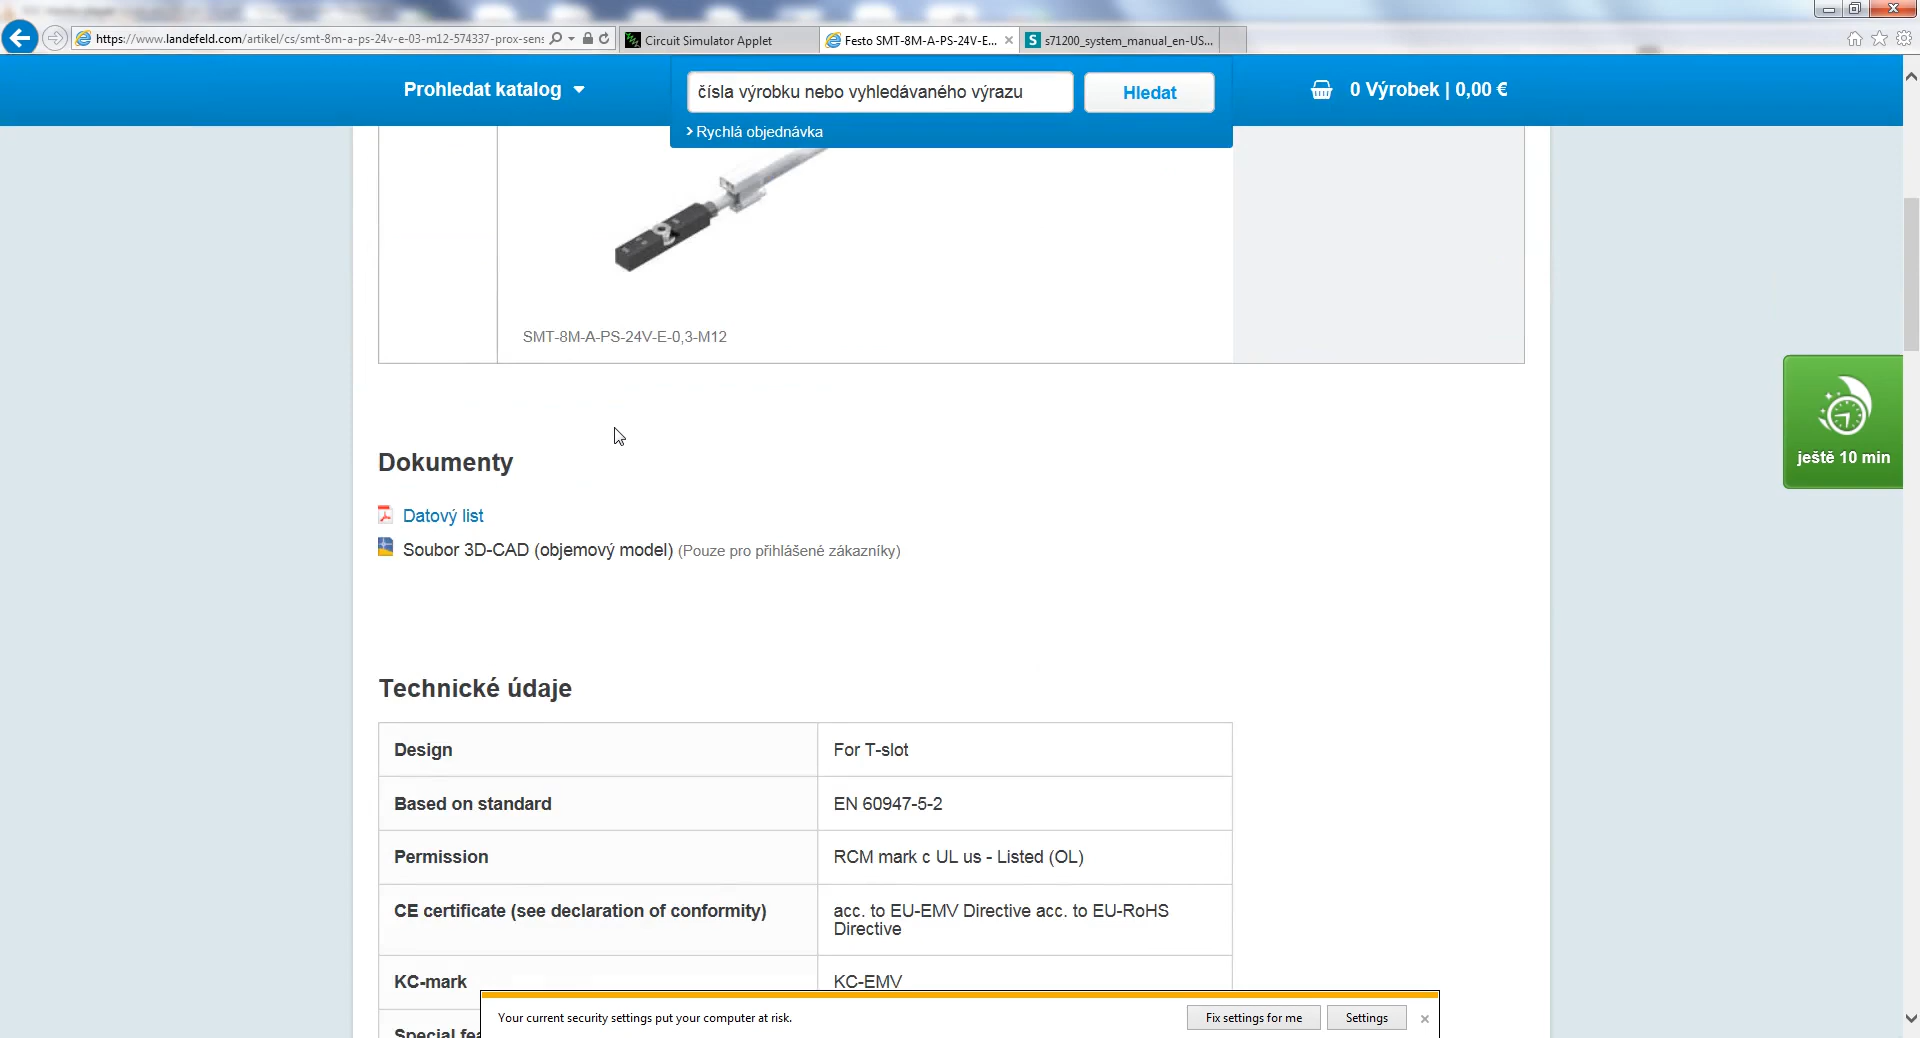 https://www.landefeld.com/artikel/cs/smt-8m-a-ps-24v-e-03-m12-574337-prox-sens
Circuit Simulator Applet
Festo SMT-8M-A-PS-24V-E...
s71200_system_manual_en-US...
Prohledat katalog
čísla výrobku nebo vyhledávaného výrazu
Hledat
0 Výrobek | 0,00 €
Rychlá objednávka
SMT-8M-A-PS-24V-E-0,3-M12
ještě 10 min
Dokumenty
Datový list
Soubor 3D-CAD (objemový model) (Pouze pro přihlášené zákazníky)
Technické údaje
Design For T-slot
Based on standard EN 60947-5-2
Permission RCM mark c UL us - Listed (OL)
CE certificate (see declaration of conformity) acc. to EU-EMV Directive acc. to EU-RoHS
Directive
KC-mark KC-EMV
Your current security settings put your computer at risk.
Fix settings for me
Settings